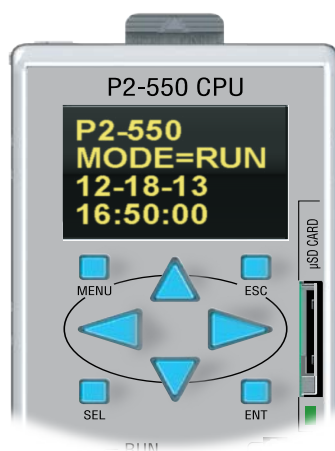 P2-550 CPU
P2-550
MODE=RUN
12-18-13
16:50:00
µSD CARD
MENU
ESC
SEL
ENT
RUN